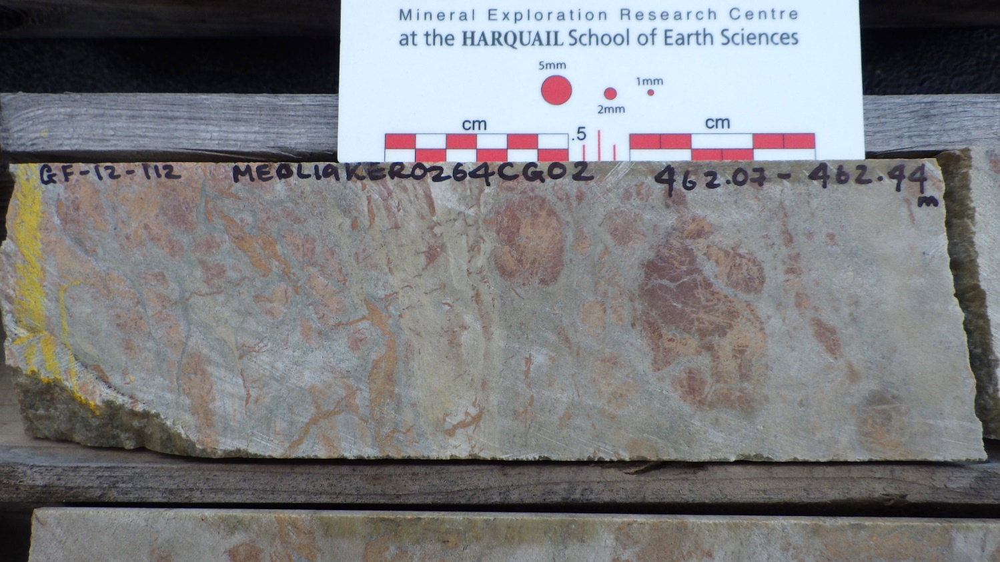 Mineral Exploration Research Centre
at the HARQUAIL School of Earth Sciences
5mm
1mm
2mm
cm
.5
cm
GF-12-112 MEBL19KER0264CG02 462.07 - 462.44
m